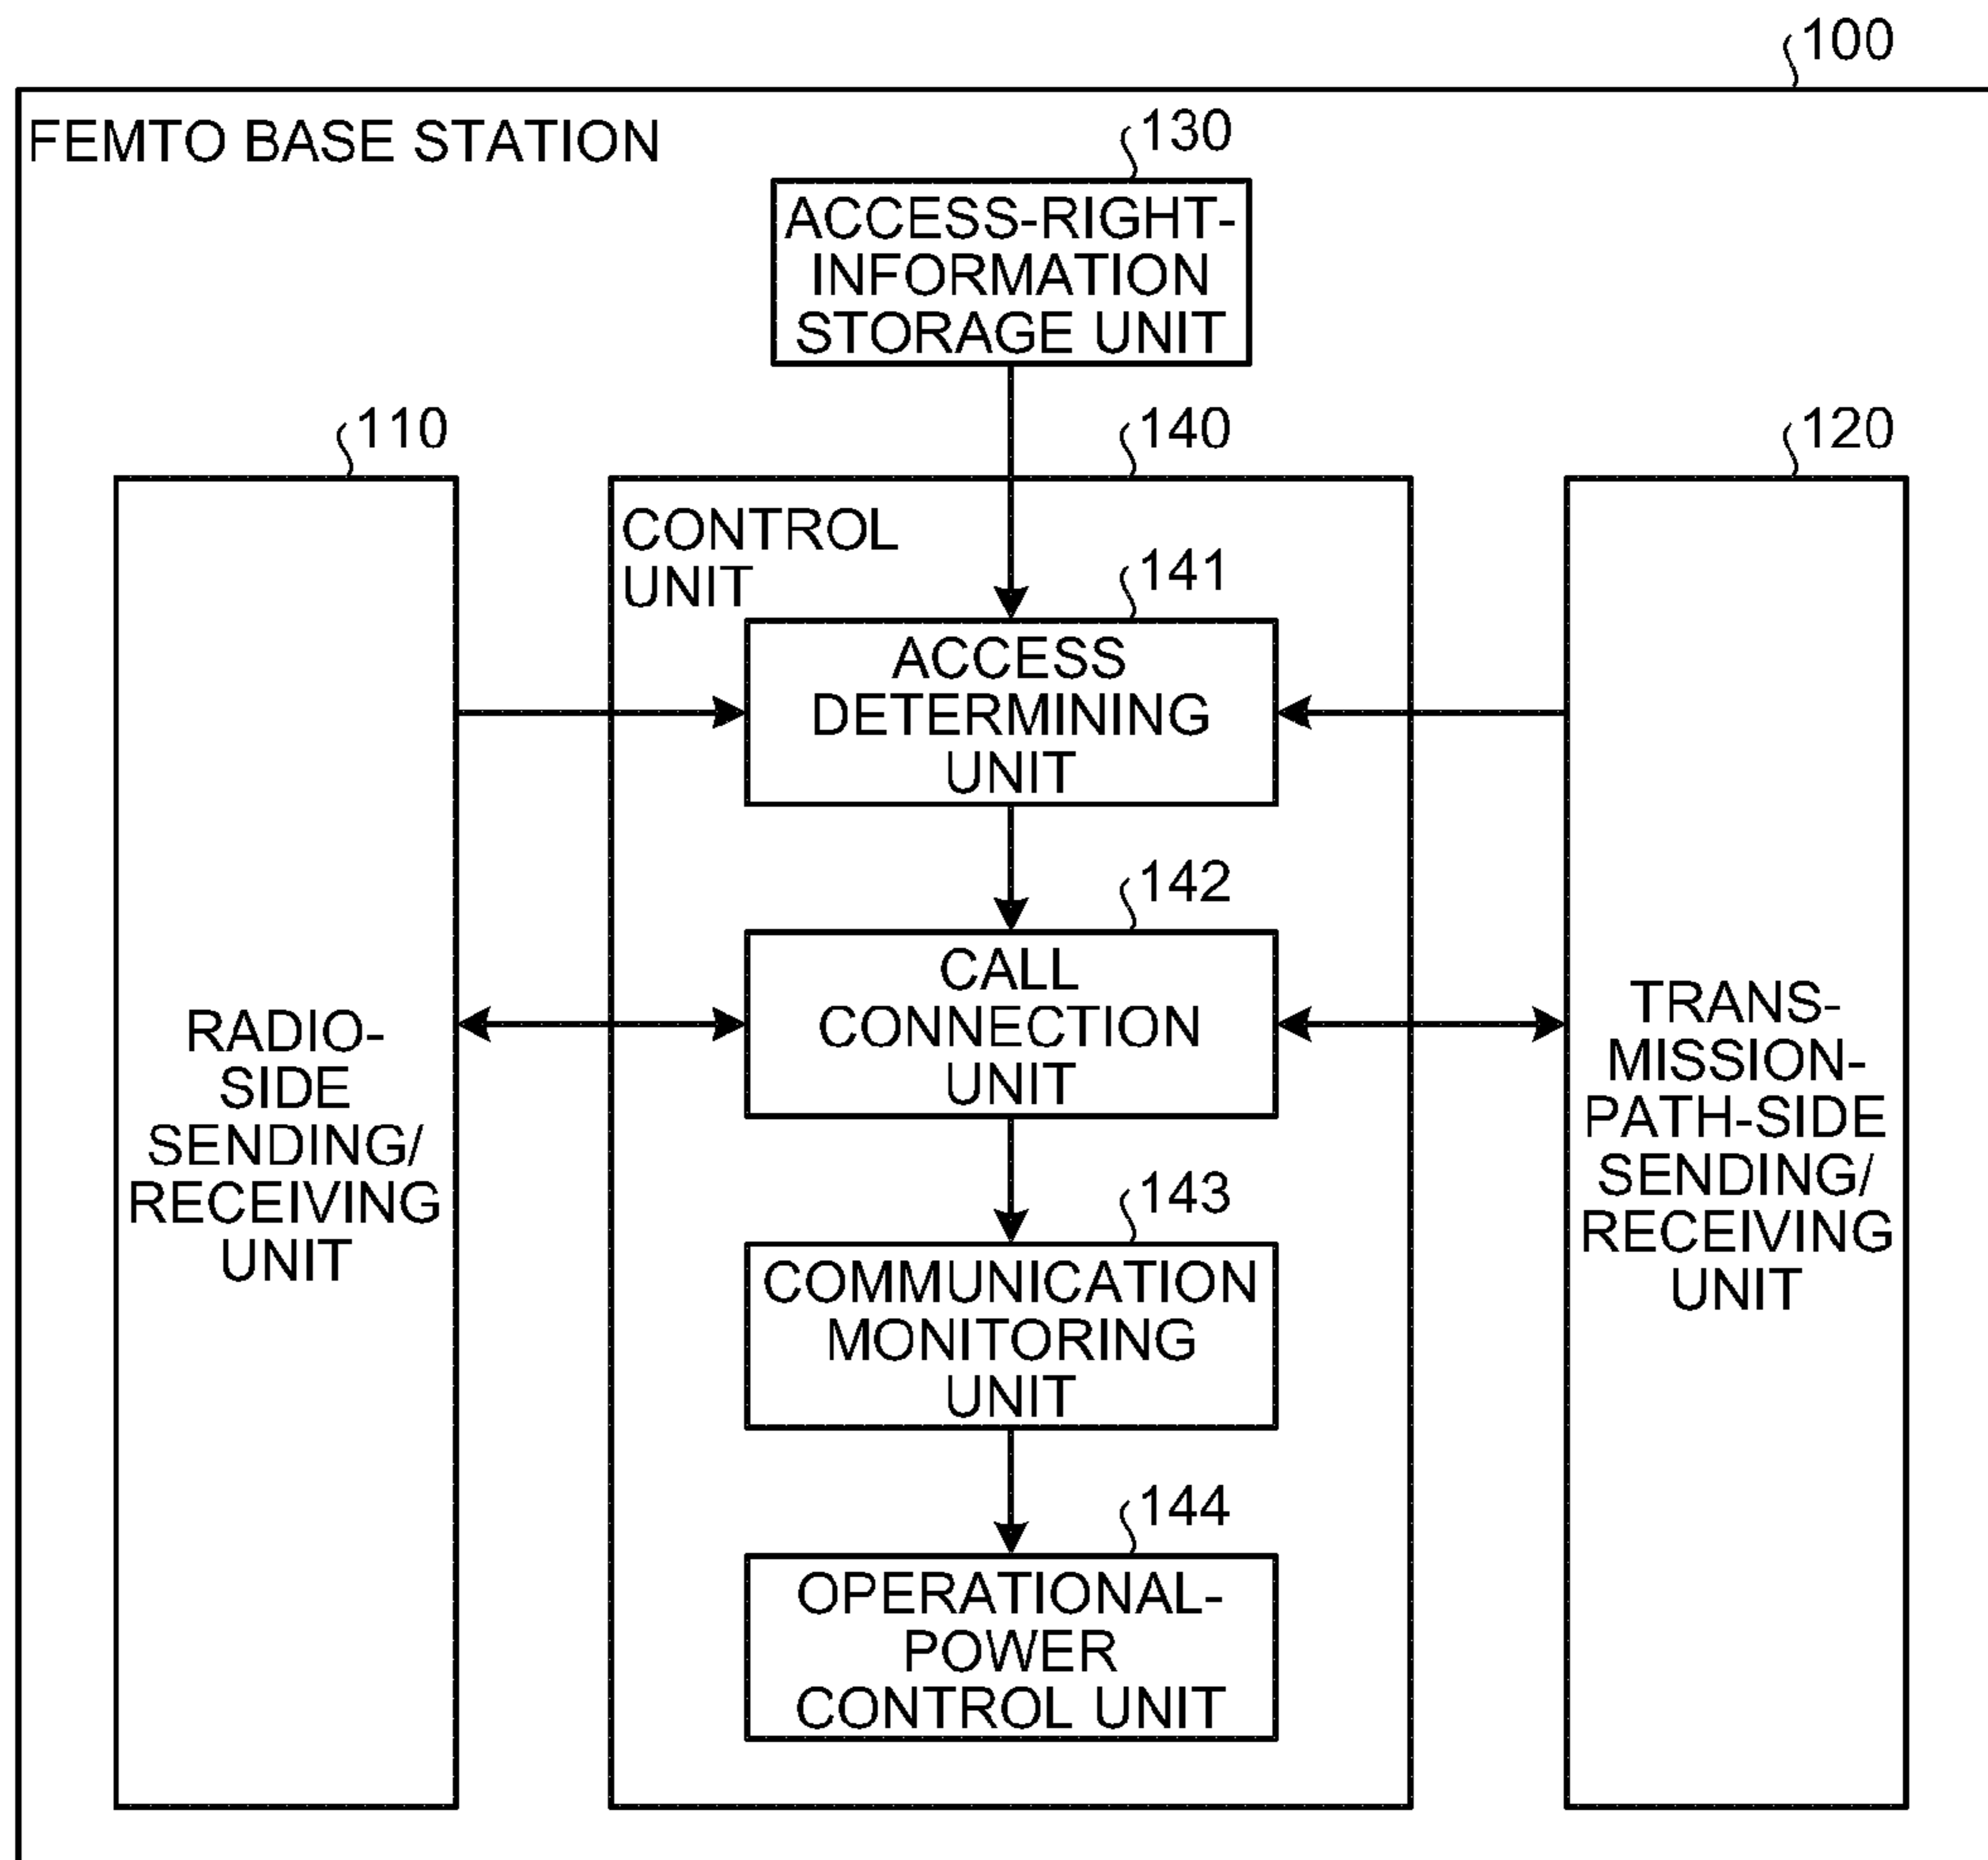 100
FEMTO BASE STATION
130
ACCESS-RIGHT-
INFORMATION
STORAGE UNIT
110
140
120
CONTROL
UNIT
141
ACCESS
DETERMINING
UNIT
142
CALL
CONNECTION
UNIT
RADIO-
SIDE
SENDING/
RECEIVING
UNIT
TRANS-
MISSION-
PATH-SIDE
SENDING/
RECEIVING
UNIT
143
COMMUNICATION
MONITORING
UNIT
144
OPERATIONAL-
POWER
CONTROL UNIT